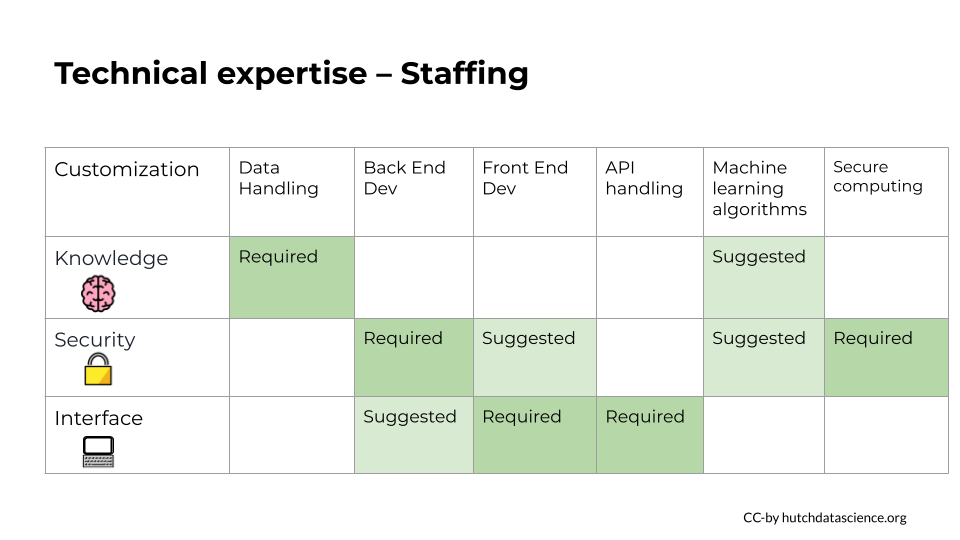 Technical expertise – Staffing
Customization
Data
Handling
Back End
Dev
Front End
Dev
API
handling
Machine
learning
algorithms
Secure
computing
Knowledge
Required
Suggested
Security
Required
Suggested
Suggested
Required
Interface
Suggested
Required
Required
CC-by hutchdatascience.org